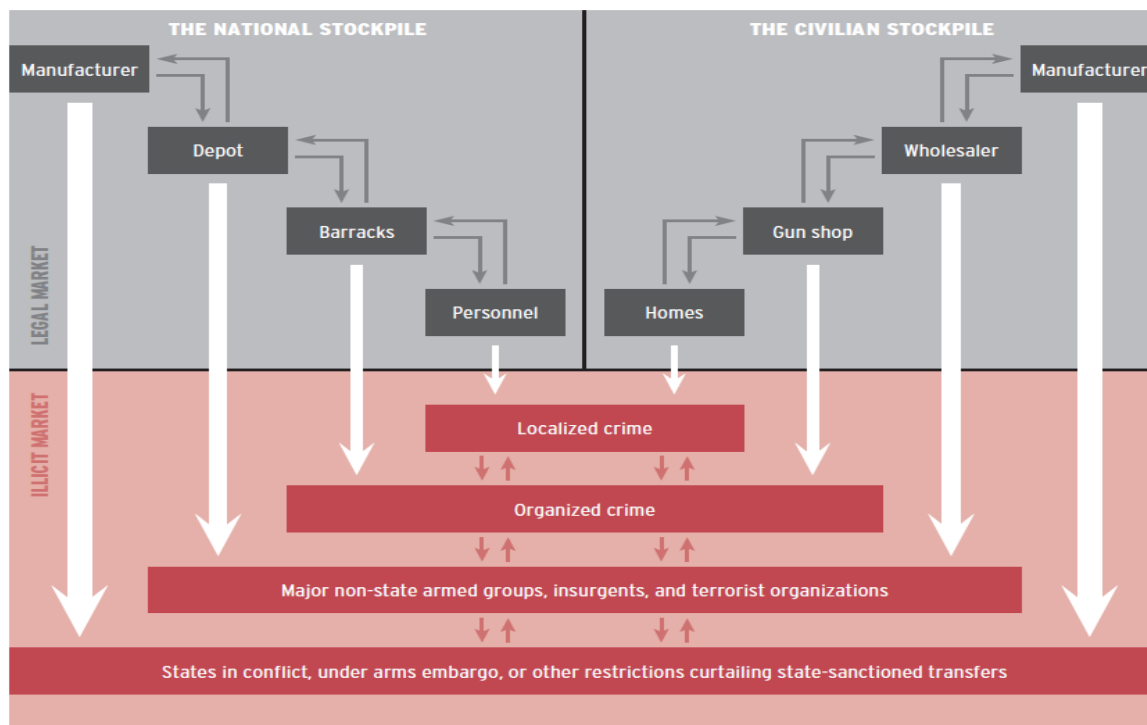 THE NATIONAL STOCKPILE
THE CIVILIAN STOCKPILE
Manufacturer
Manufacturer
Depot
Wholesaler
Barracks
Gun shop
Personnel
Homes
LEGAL MARKET
ILLICIT MARKET
Localized crime
Organized crime
Major non-state armed groups, insurgents, and terrorist organizations
States in conflict, under arms embargo, or other restrictions curtailing state-sanctioned transfers